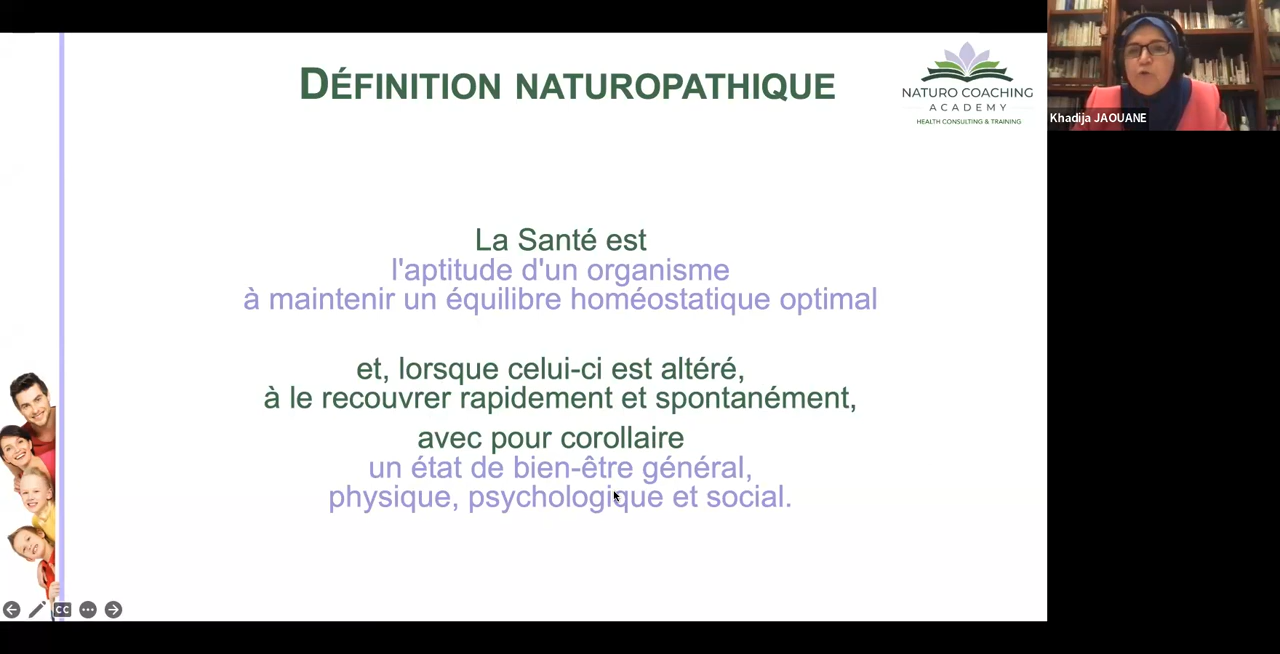 DÉFINITION NATUROPATHIQUE
NATURO COACHING
ACADEMY
HEALTH CONSULTING & TRAINING
Khadija JAOUANE
La Santé est
l'aptitude d'un organisme
à maintenir un équilibre homéostatique optimal
et, lorsque celui-ci est altéré,
à le recouvrer rapidement et spontanément,
avec pour corollaire
un état de bien-être général,
physique, psychologique et social.
CC